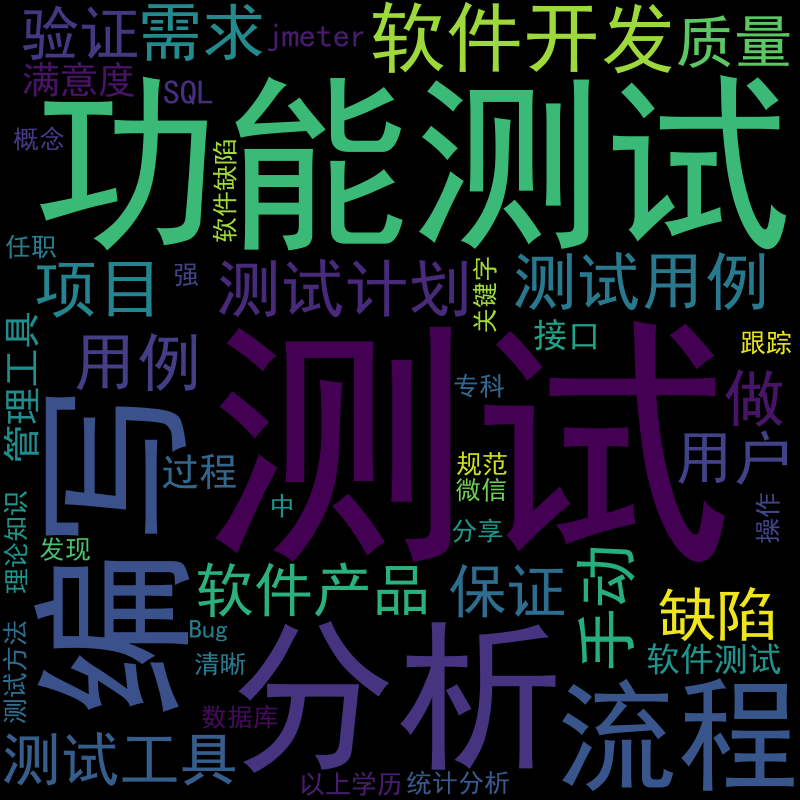 验证
需求
jmeter
软件开发
质量
满意度
SQL
功能测试
概念
软件缺陷
任职
项目
强
测试计划
关键字
测试用例
管理工具
用例
测试
接口
跟踪
专科
做
编写
过程
中
规范
微信
用户
理论知识
发现
分享
操作
软件产品
保证
手动
缺陷
测试方法
Bug
清晰
分析
软件测试
流程
数据库
测试工具
以上学历
统计分析